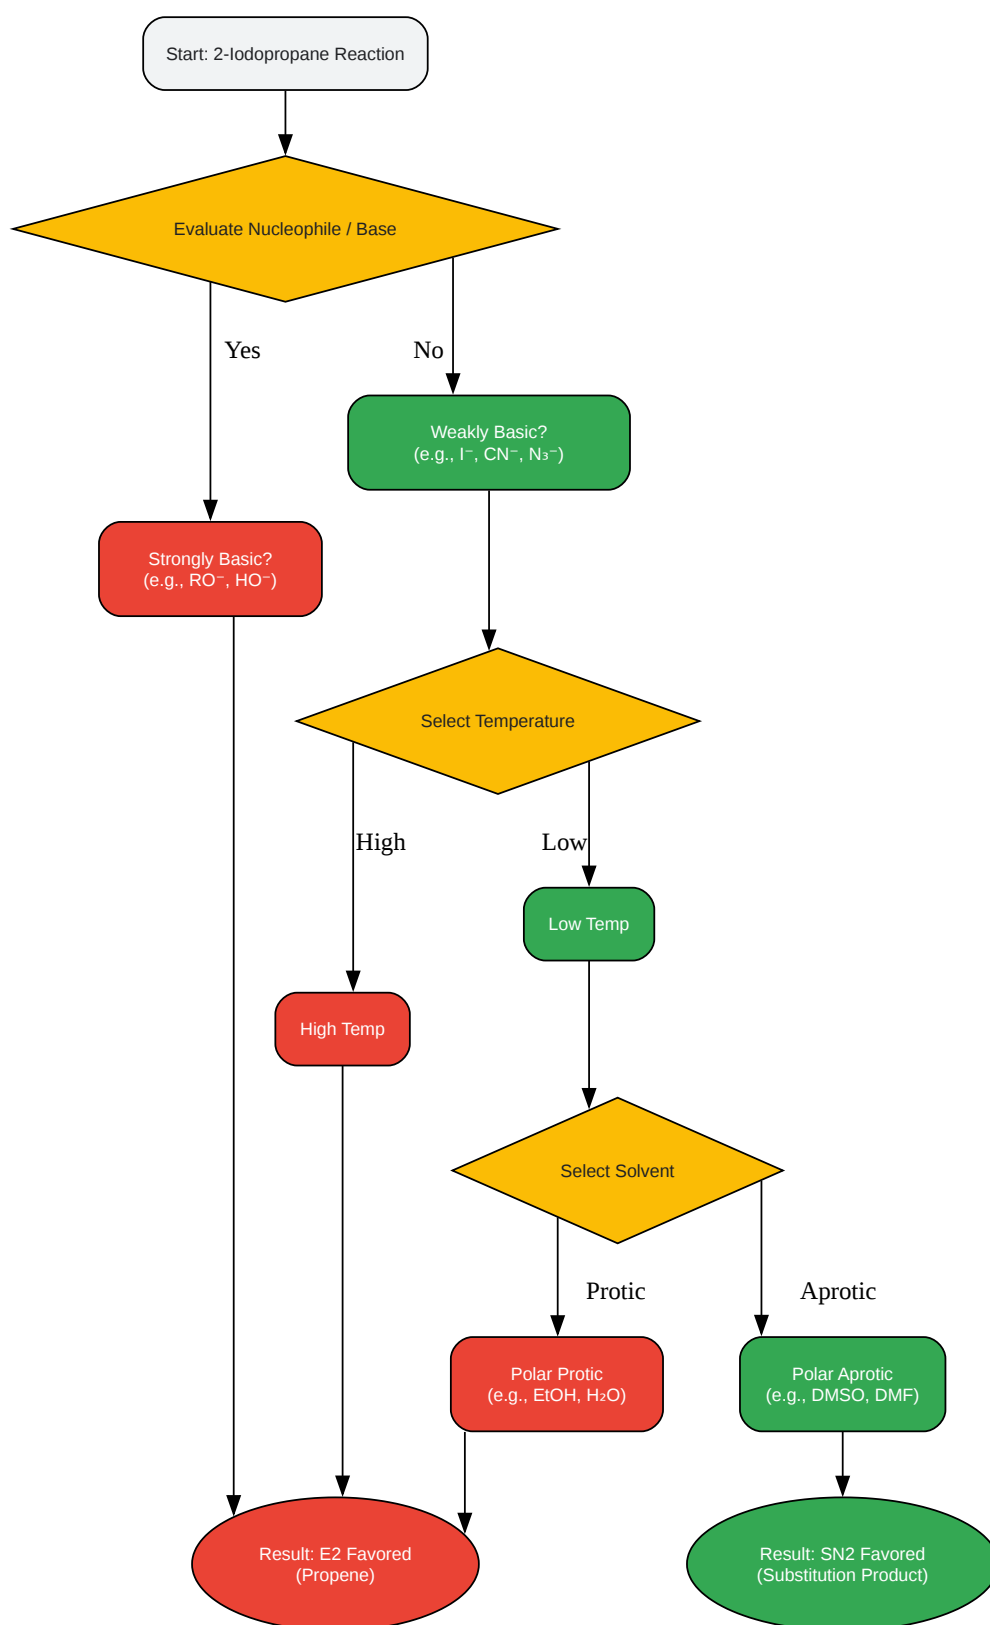 Start: 2-Iodopropane Reaction
Evaluate Nucleophile / Base
Yes
No
Weakly Basic?
(e.g., I⁻, CN⁻, N₃⁻)
Strongly Basic?
(e.g., RO⁻, HO⁻)
Select Temperature
High
Low
Low Temp
High Temp
Select Solvent
Protic
Aprotic
Polar Protic
(e.g., EtOH, H₂O)
Polar Aprotic
(e.g., DMSO, DMF)
Result: E2 Favored
(Propene)
Result: SN2 Favored
(Substitution Product)